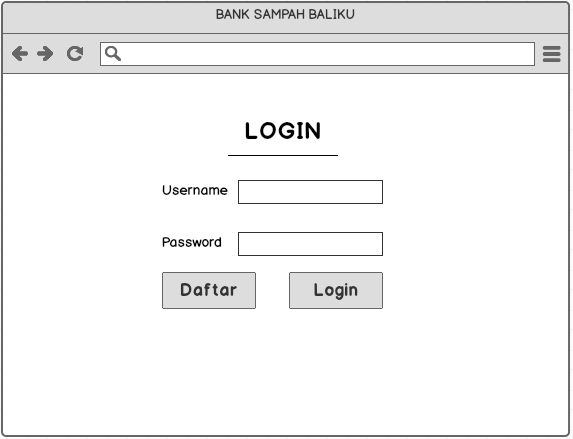 BANK SAMPAH BALIKU
LOGIN
Username
Password
Daftar Login